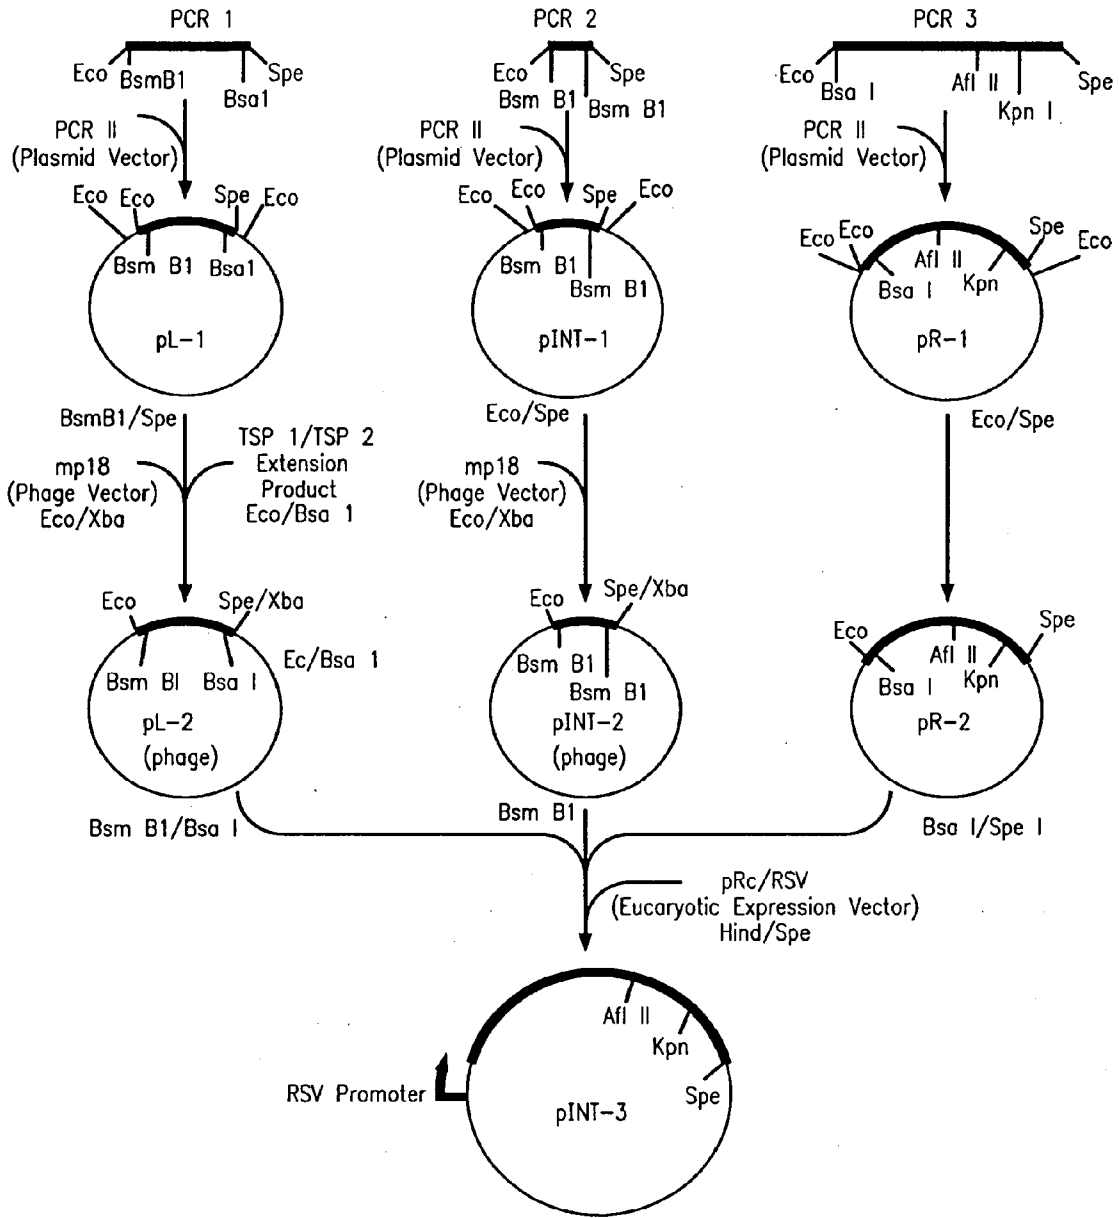 PCR 1
PCR 2
PCR 3
Eco
BsmB1
Bsa1
Spe
Eco
Bsm B1
Bsm B1
Spe
Eco
Bsa I
Afl II
Kpn I
Spe
PCR II
(Plasmid Vector)
PCR II
(Plasmid Vector)
PCR II
(Plasmid Vector)
Eco
Eco
Spe
Eco
Bsm B1
Bsa1
pL-1
Eco
Eco
Spe
Eco
Bsm B1
Bsm B1
pINT-1
Eco
Eco
Spe
Eco
Bsa I
Afl II
Kpn
pR-1
BsmB1/Spe
Eco/Spe
Eco/Spe
mp18
(Phage Vector)
Eco/Xba
TSP 1/TSP 2
Extension
Product
Eco/Bsa 1
mp18
(Phage Vector)
Eco/Xba
Eco
Spe/Xba
Bsm BI
Bsa I
Ec/Bsa 1
pL-2
(phage)
Eco
Spe/Xba
Bsm B1
Bsm B1
pINT-2
(phage)
Eco
Spe
Bsa I
Afl II
Kpn
pR-2
Bsm B1/Bsa I
Bsm B1
Bsa I/Spe I
pRc/RSV
(Eucaryotic Expression Vector)
Hind/Spe
Afl II
Kpn
Spe
RSV Promoter
pINT-3